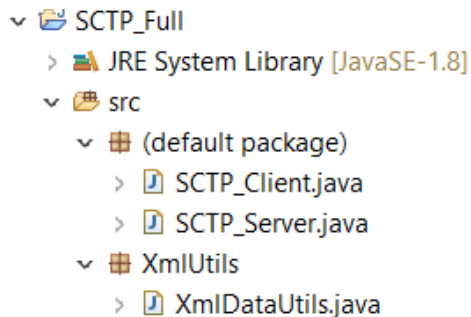 SCTP_Full
JRE System Library [JavaSE-1.8]
src
(default package)
SCTP_Client.java
SCTP_Server.java
XmlUtils
XmlDataUtils.java